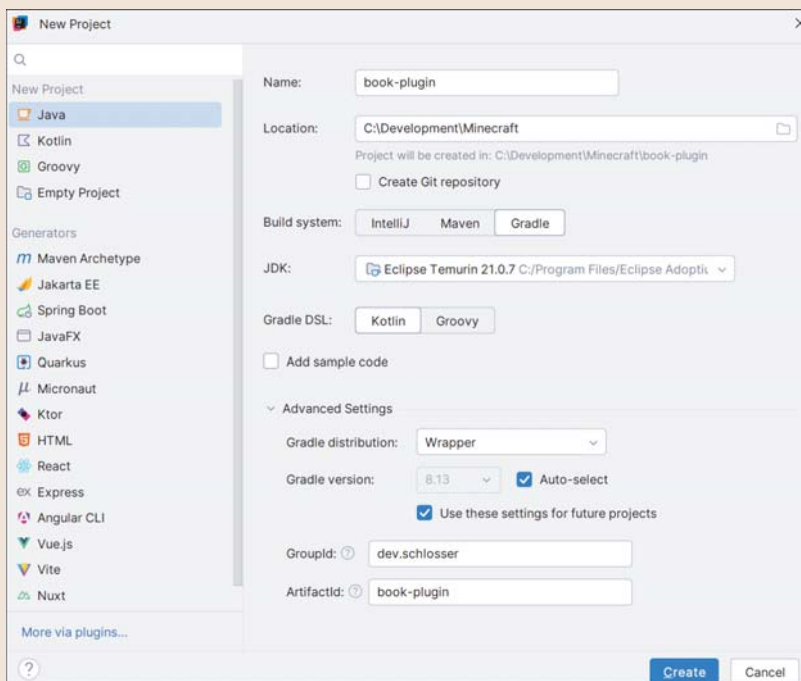 New Project
New Project
Java
Kotlin
Groovy
Empty Project
Generators
Maven Archetype
Jakarta EE
Spring Boot
JavaFX
Quarkus
Micronaut
Ktor
HTML
React
ex Express
Angular CLI
Vue.js
Vite
Nuxt
More via plugins...
?
Name: book-plugin
Location: C:\Development\Minecraft
Project will be created in: C:\Development\Minecraft\book-plugin
Create Git repository
Build system: IntelliJ Maven Gradle
JDK: Eclipse Temurin 21.0.7 C:/Program Files/Eclipse Adoptiu
Gradle DSL: Kotlin Groovy
Add sample code
Advanced Settings
Gradle distribution: Wrapper
Gradle version: 8.13 Auto-select
Use these settings for future projects
GroupId: ? dev.schlosser
ArtifactId: ? book-plugin
Create Cancel